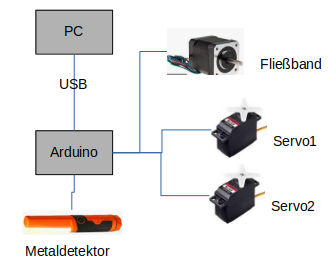 PC
USB
Fließband
Arduino
Servo1
Servo2
Metaldetektor